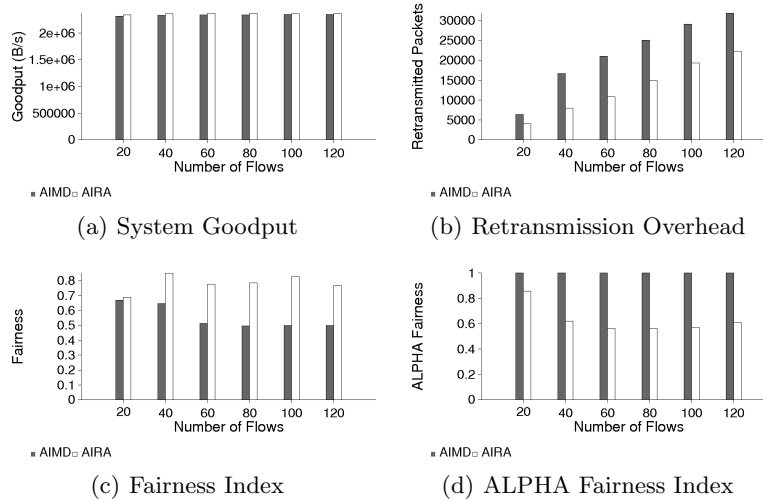 Goodput (B/s)
2e+06
1.5e+06
1e+06
500000
0
20 40 60 80 100 120
Number of Flows
AIMD AIRA
(a) System Goodput
Retransmitted Packets
30000
25000
20000
15000
10000
5000
0
20 40 60 80 100 120
Number of Flows
AIMD AIRA
(b) Retransmission Overhead
Fairness
0.8
0.7
0.6
0.5
0.4
0.3
0.2
0.1
0
20 40 60 80 100 120
Number of Flows
AIMD AIRA
(c) Fairness Index
ALPHA Fairness
1
0.8
0.6
0.4
0.2
0
20 40 60 80 100 120
Number of Flows
AIMD AIRA
(d) ALPHA Fairness Index